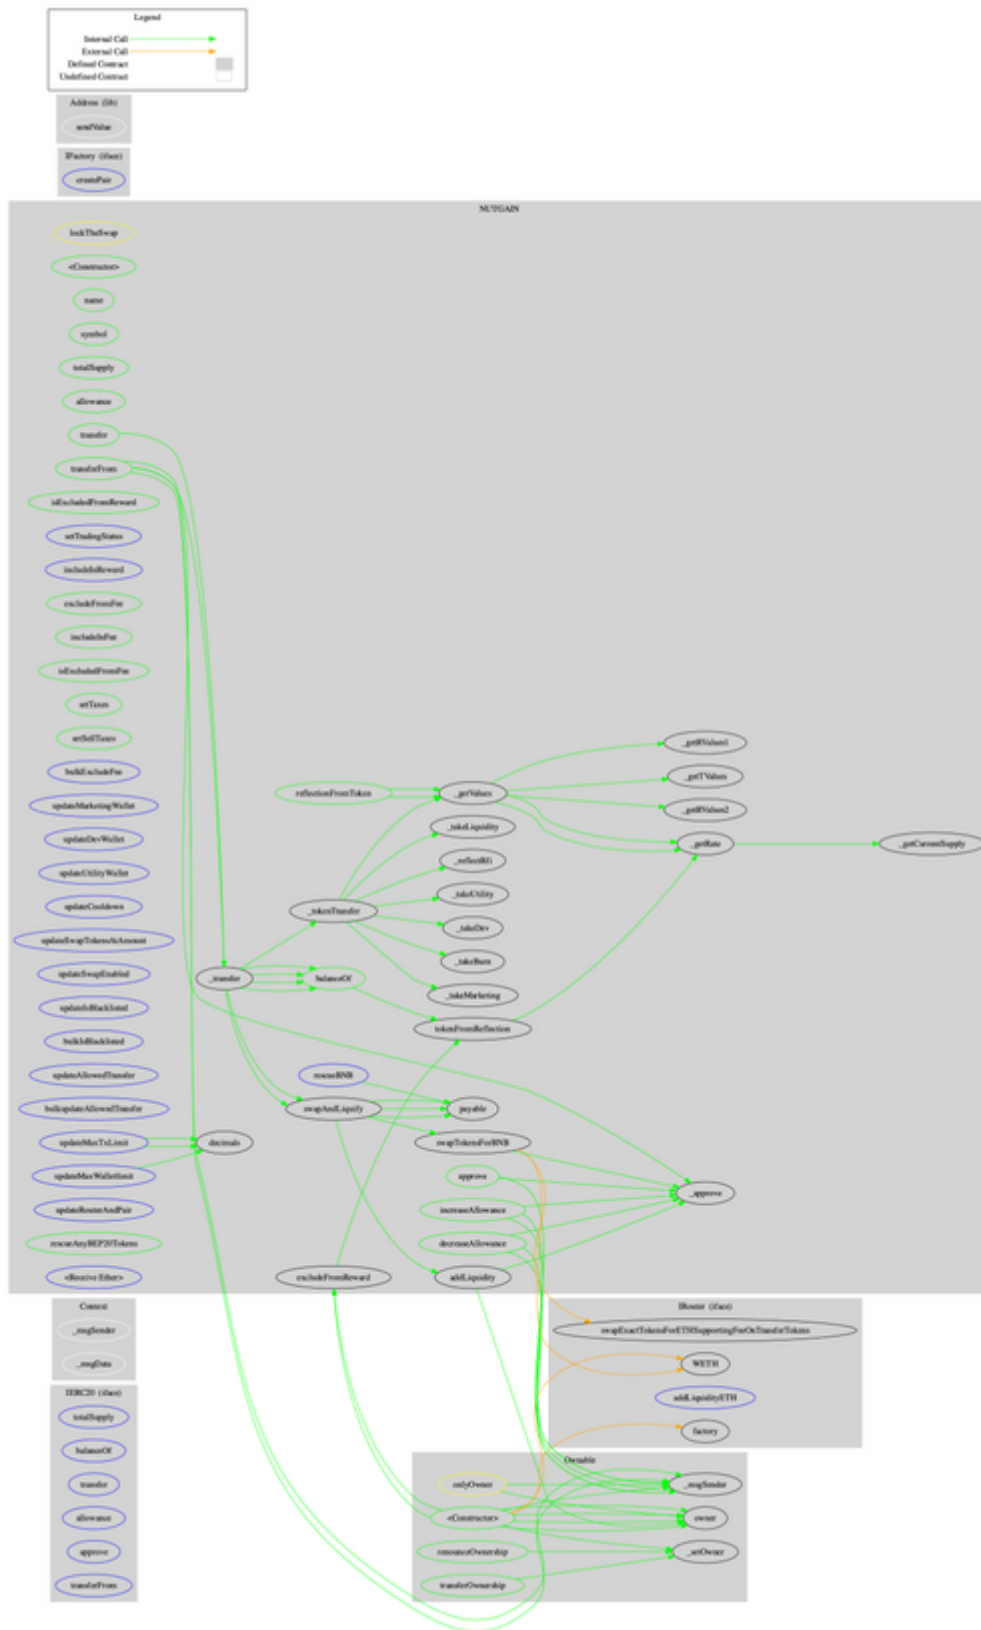 Legend
Internal Call
External Call
Defined Contract
Undefined Contract
Address (lib)
sendValue
IFactory (iface)
createPair
NUTGAIN
lockTheSwap
<Constructor>
name
symbol
totalSupply
allowance
transfer
transferFrom
isExcludedFromReward
setTradingStatus
includeInReward
excludeFromFee
includeInFee
isExcludedFromFee
setTaxes
setSellTaxes
bulkExcludeFee
updateMarketingWallet
updateDevWallet
updateUtilityWallet
updateCooldown
updateSwapTokensAtAmount
updateSwapEnabled
updateIsBlacklisted
bulkIsBlacklisted
updateAllowedTransfer
bulkupdateAllowedTransfer
updateMaxTxLimit
updateMaxWalletlimit
updateRouterAndPair
rescueAnyBEP20Tokens
<Receive Ether>
_transfer
decimals
reflectionFromToken
_tokenTransfer
balanceOf
rescueBNB
swapAndLiquify
excludeFromReward
_getValues
_takeLiquidity
_reflectRfi
_takeUtility
_takeDev
_takeBurn
_takeMarketing
tokenFromReflection
payable
swapTokensForBNB
approve
increaseAllowance
decreaseAllowance
addLiquidity
_getRValues1
_getTValues
_getRValues2
_getRate
_approve
_getCurrentSupply
Context
_msgSender
_msgData
IERC20 (iface)
totalSupply
balanceOf
transfer
allowance
approve
transferFrom
IRouter (iface)
swapExactTokensForETHSupportingFeeOnTransferTokens
WETH
addLiquidityETH
factory
Ownable
onlyOwner
<Constructor>
renounceOwnership
transferOwnership
_msgSender
owner
_setOwner